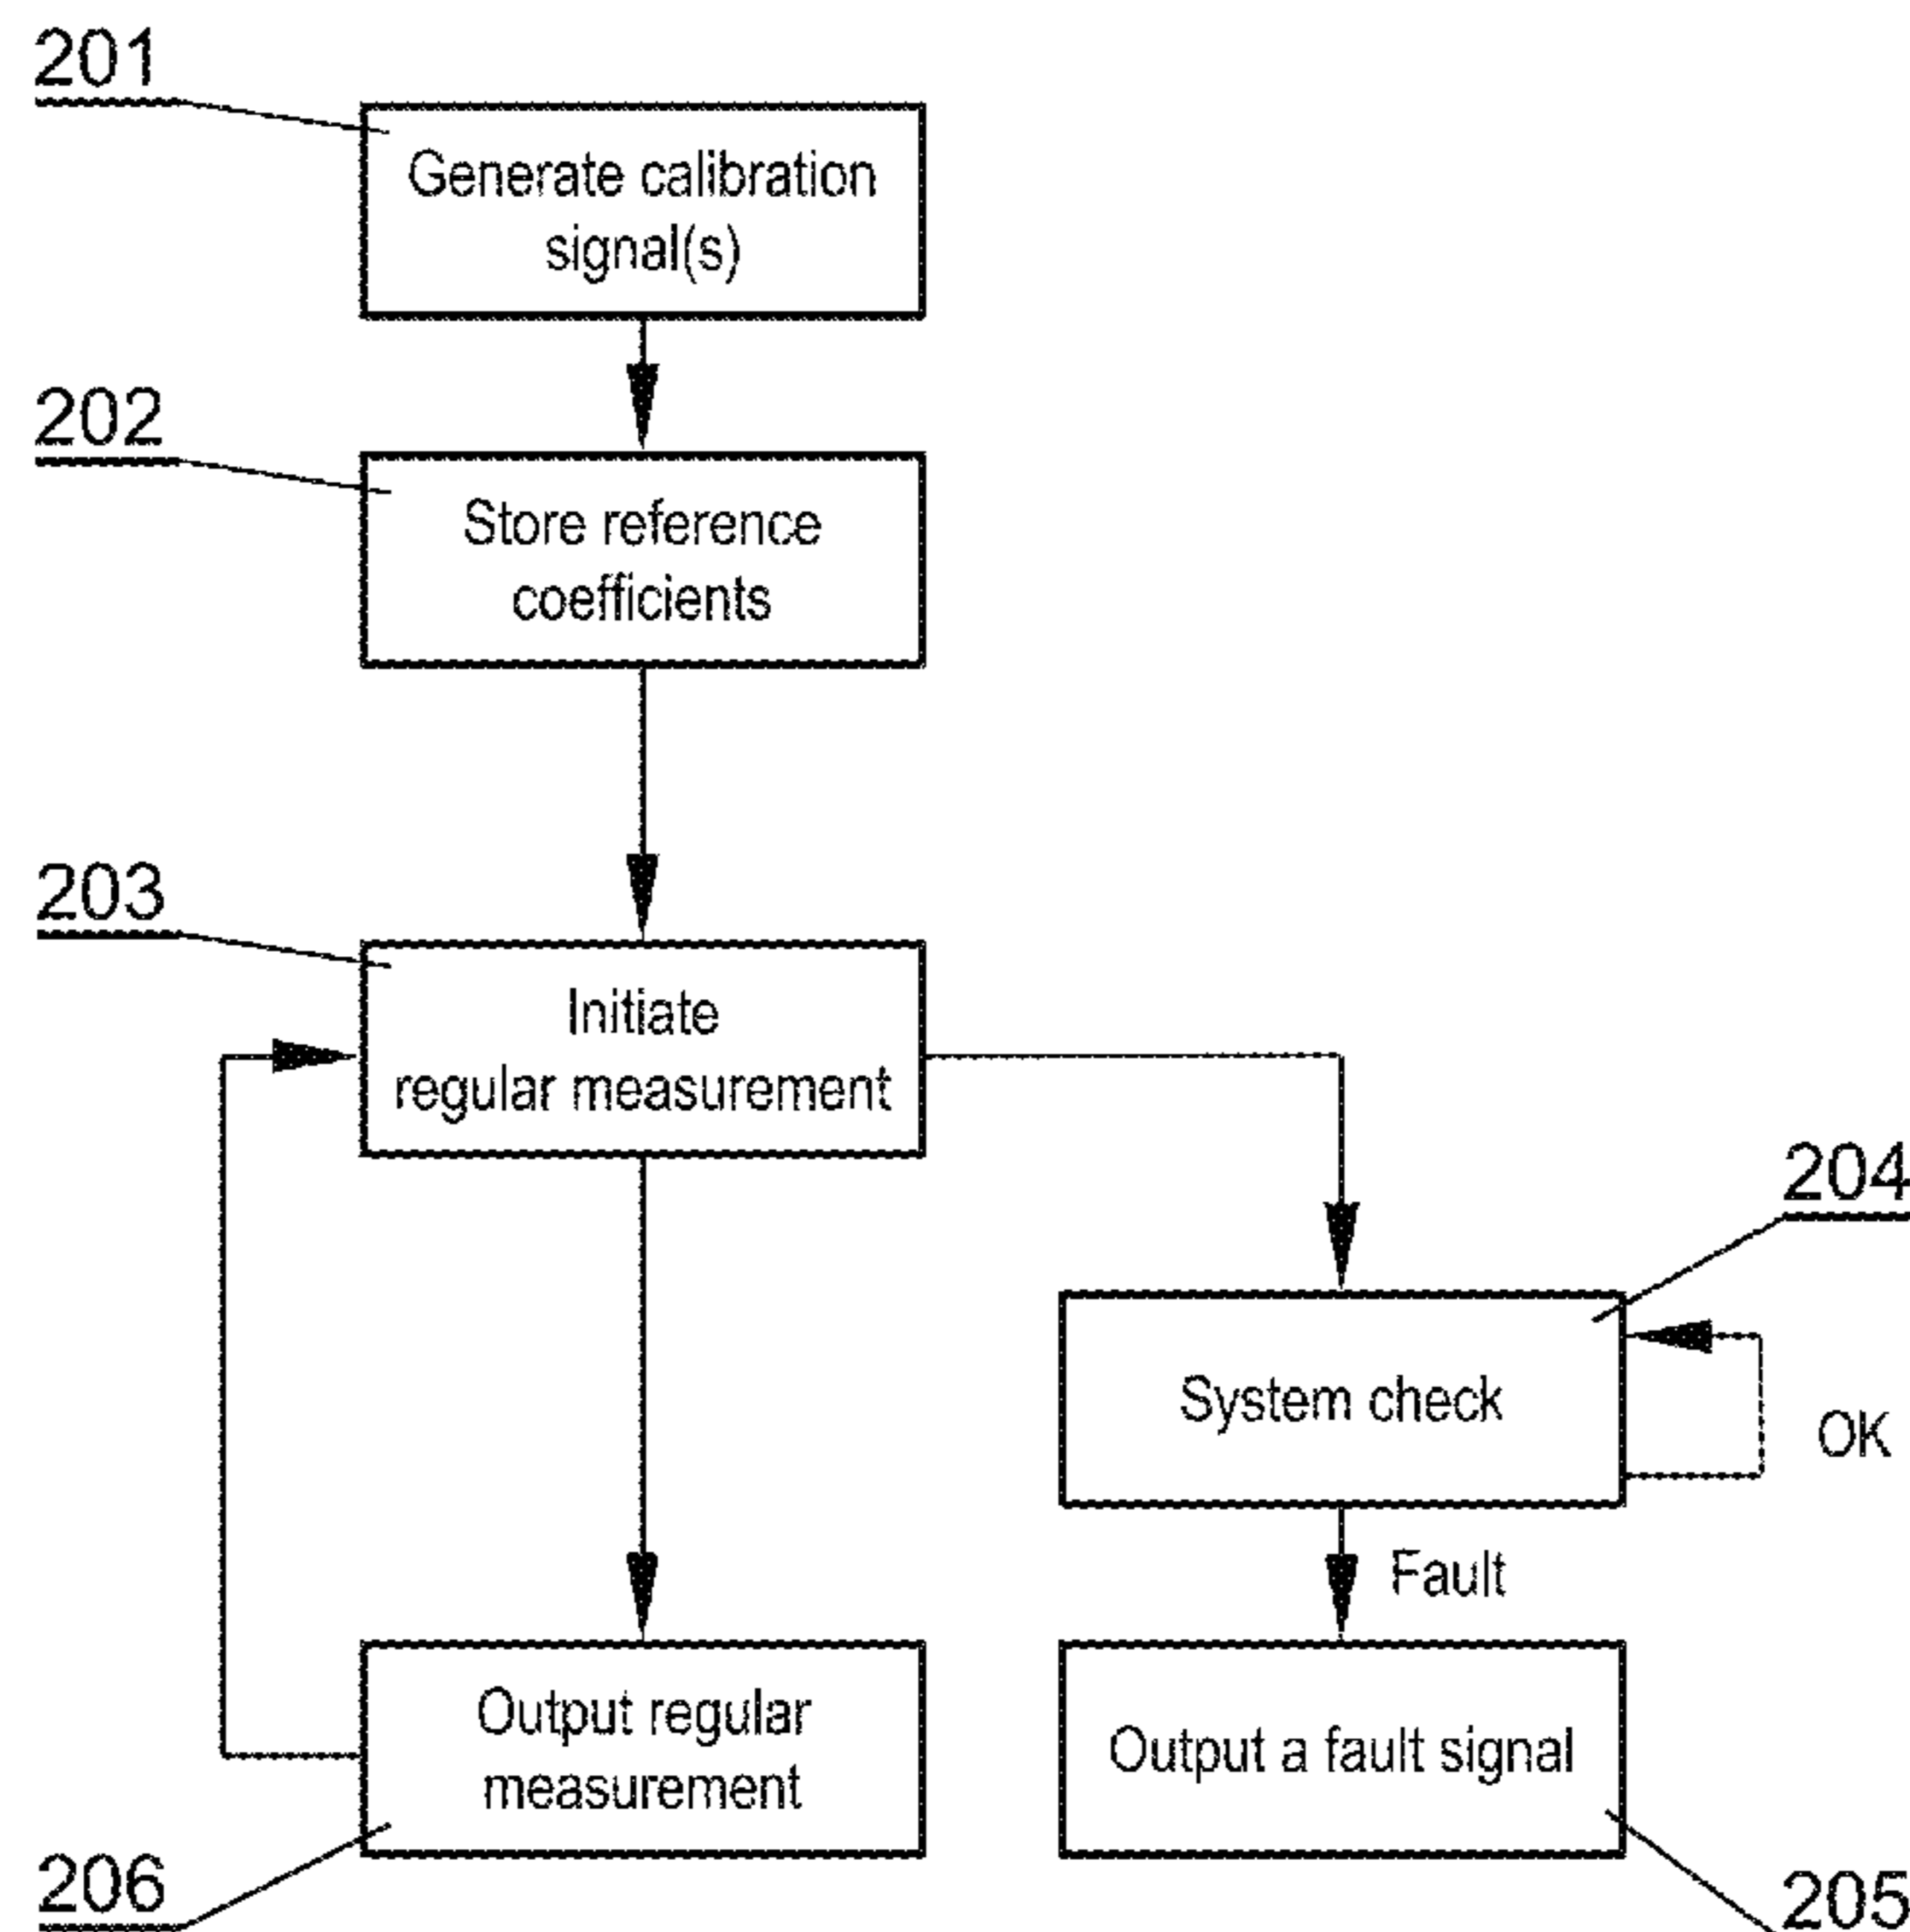 201
Generate calibration
signal(s)
202
Store reference
coefficients
203
Initiate
regular measurement
204
System check
OK
Fault
Output regular
measurement
Output a fault signal
206
205